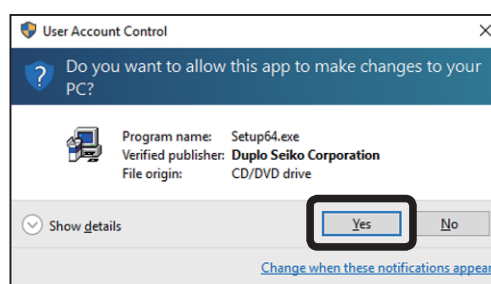 User Account Control
Do you want to allow this app to make changes to your
PC?
Program name: Setup64.exe
Verified publisher: Duplo Seiko Corporation
File origin: CD/DVD drive
Show details
Yes
No
Change when these notifications appear